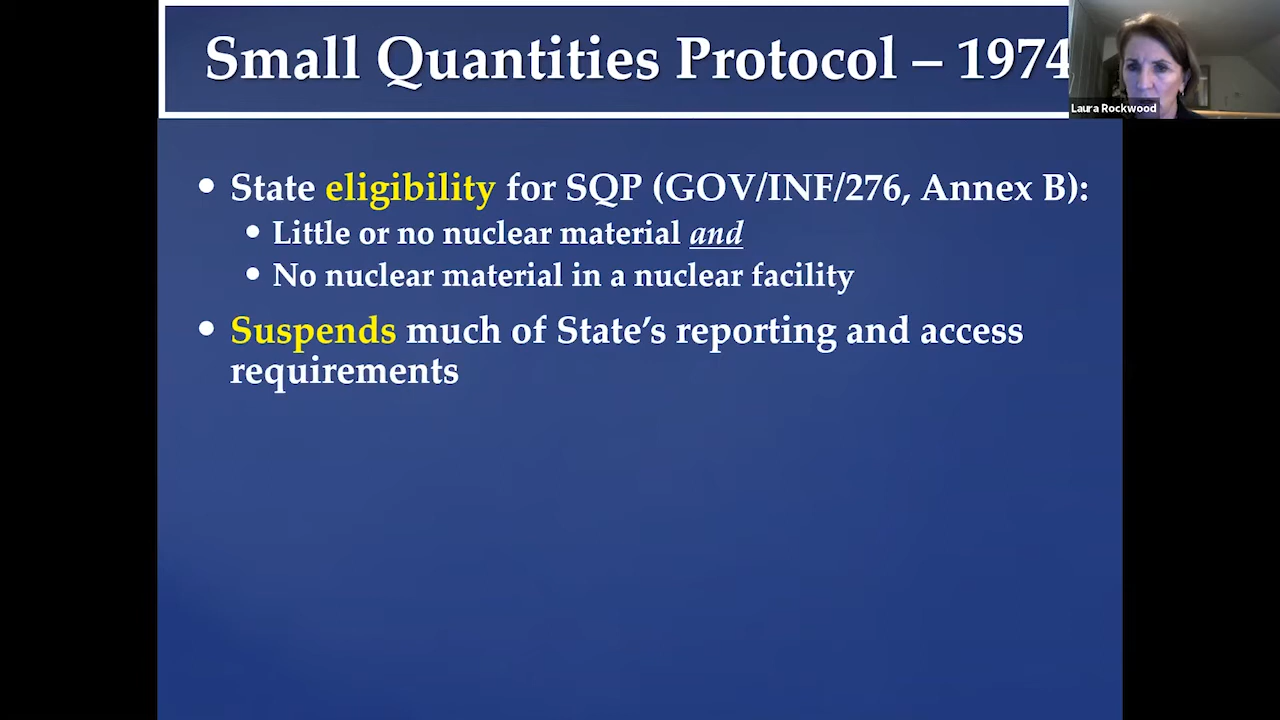 Small Quantities Protocol – 1974
Laura Rockwood
• State eligibility for SQP (GOV/INF/276, Annex B):
• Little or no nuclear material and
• No nuclear material in a nuclear facility
• Suspends much of State's reporting and access
requirements